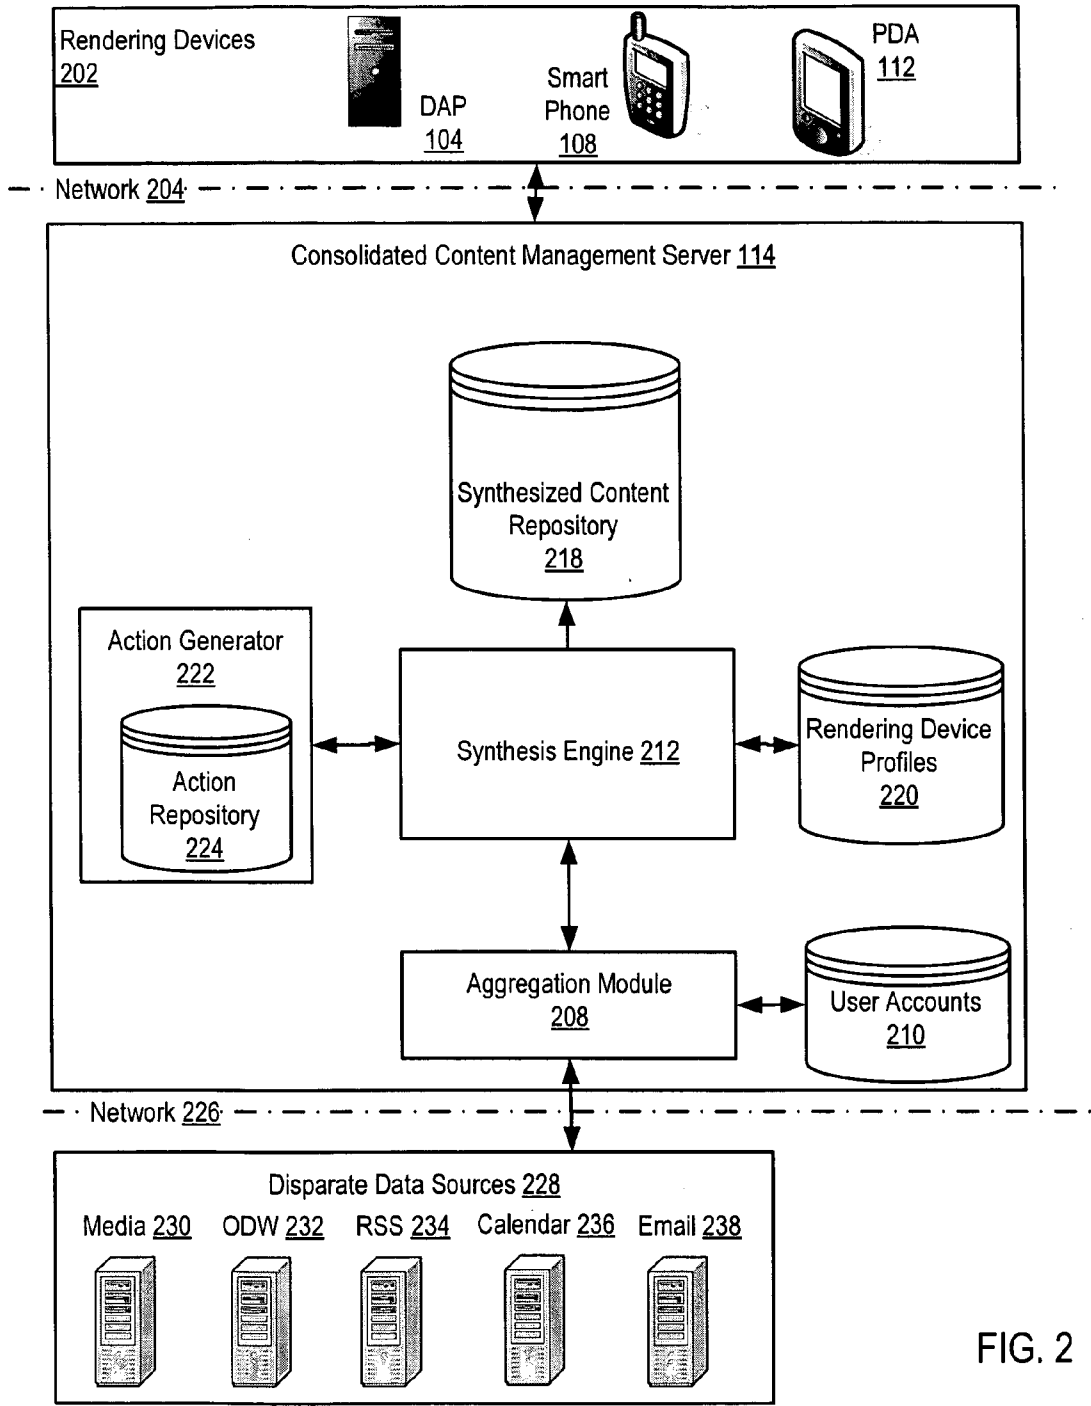 Rendering Devices
202
DAP
104
Smart
Phone
108
PDA
112
Network 204
Consolidated Content Management Server 114
Synthesized Content
Repository
218
Action Generator
222
Action
Repository
224
Synthesis Engine 212
Rendering Device
Profiles
220
Aggregation Module
208
User Accounts
210
Network 226
Disparate Data Sources 228
Media 230
ODW 232
RSS 234
Calendar 236
Email 238
FIG. 2